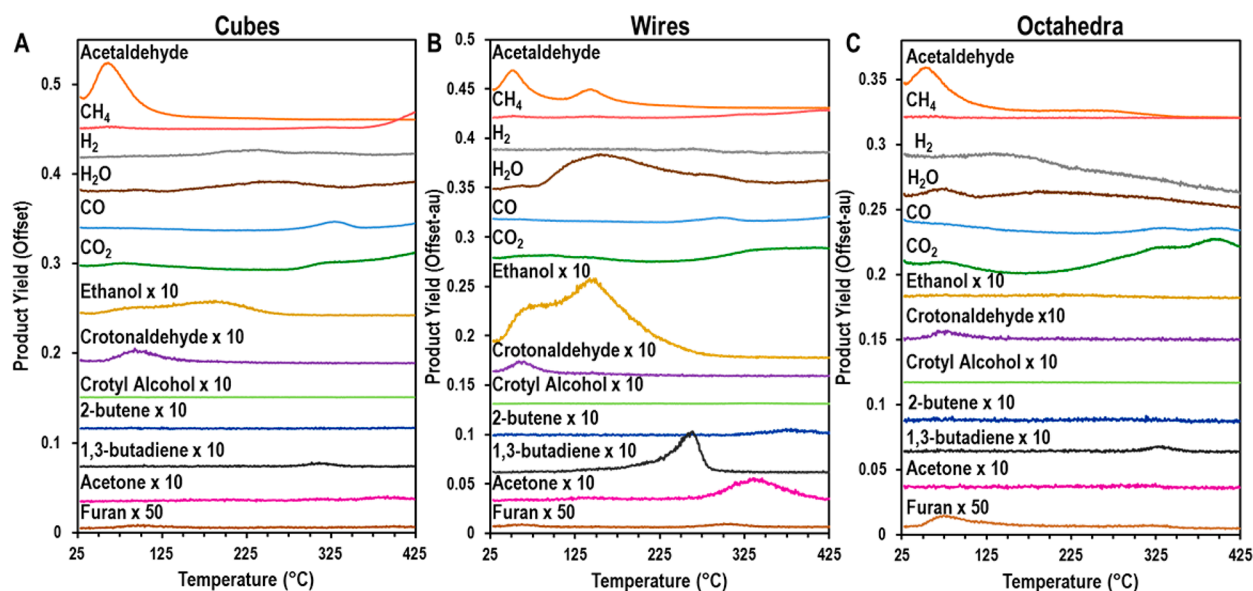 Cubes
A
Acetaldehyde
0.5
CH4
H2
0.4
H2O
CO
0.3
CO2
Ethanol x 10
0.2
Crotonaldehyde x 10
Crotyl Alcohol x 10
2-butene x 10
0.1
1,3-butadiene x 10
Acetone x 10
Furan x 50
0
25 125 225 325 425
Temperature (°C)
Product Yield (Offset)
Wires
B
0.5
Acetaldehyde
0.45
CH4
0.4
H2
H2O
0.35
CO
0.3
CO2
0.25
Ethanol x 10
0.2
Crotonaldehyde x 10
0.15
Crotyl Alcohol x 10
2-butene x 10
0.1
1,3-butadiene x 10
0.05
Acetone x 10
Furan x 50
0
25 125 225 325 425
Temperature (°C)
Product Yield (Offset-au)
Octahedra
C
Acetaldehyde
0.35
CH4
0.3
H2
H2O
0.25
CO
CO2
0.2
Ethanol x 10
0.15
Crotonaldehyde x10
Crotyl Alcohol x 10
0.1
2-butene x 10
1,3-butadiene x 10
0.05
Acetone x 10
Furan x 50
0
25 125 225 325 425
Temperature (°C)
Product Yield (Offset-au)